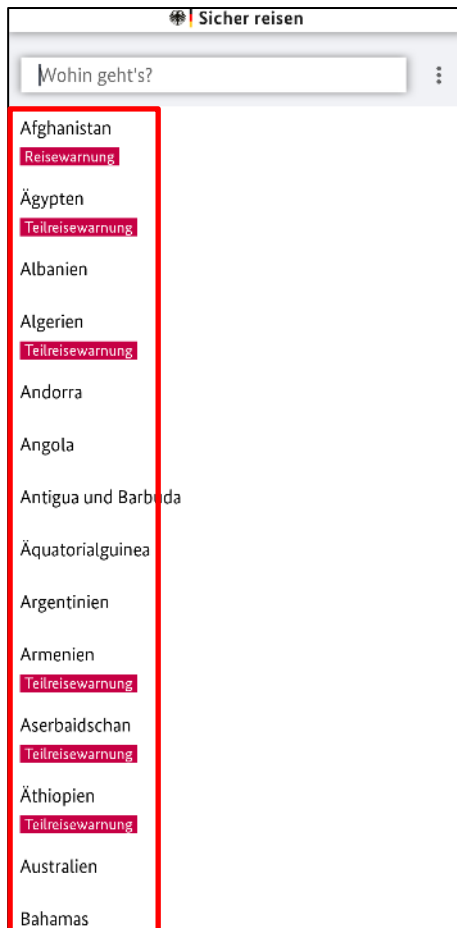 Sicher reisen
Wohin geht's?
Afghanistan
Reisewarnung
Ägypten
Teilreisewarnung
Albanien
Algerien
Teilreisewarnung
Andorra
Angola
Antigua und Barbuda
Äquatorialguinea
Argentinien
Armenien
Teilreisewarnung
Aserbaidschan
Teilreisewarnung
Äthiopien
Teilreisewarnung
Australien
Bahamas